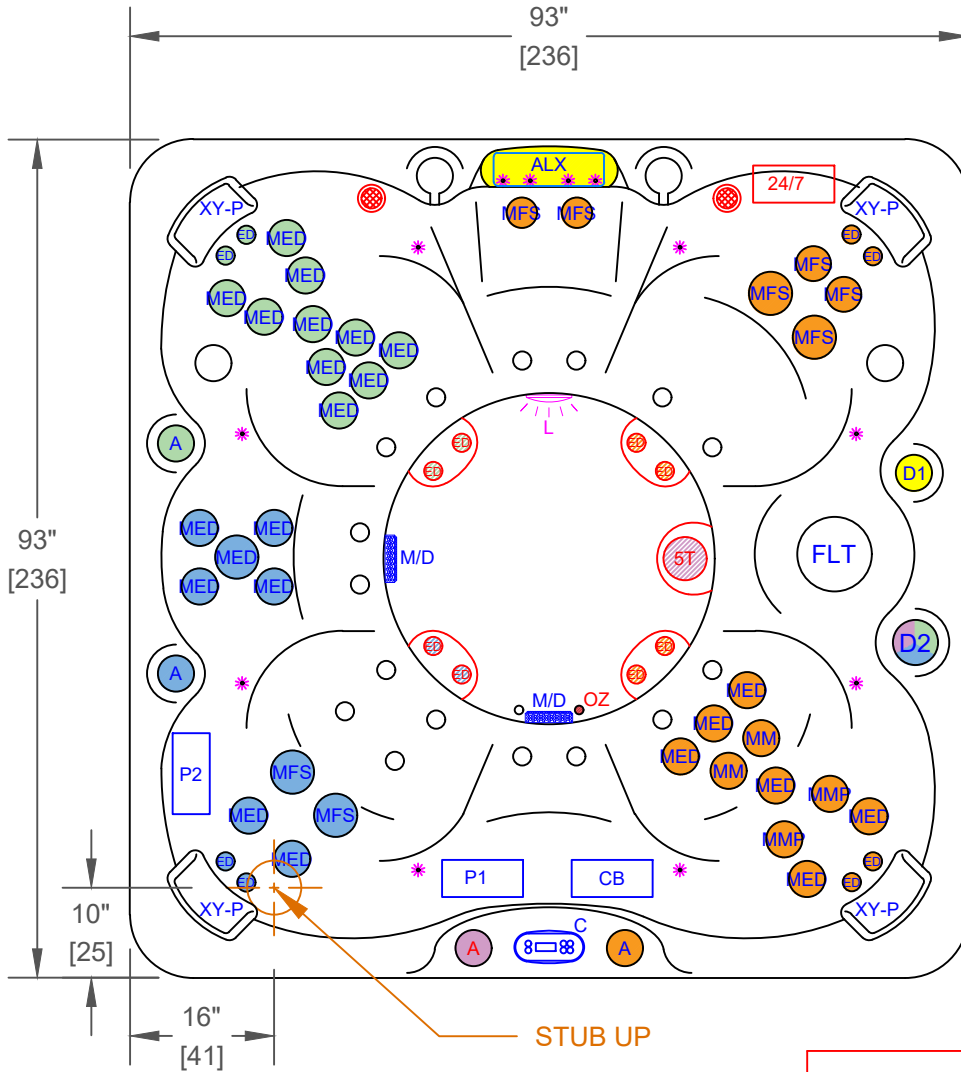 93"
[236]
ALX
24/7
XY-P
XY-P
MFS MFS
ED
ED
MED
MED
MED
MED
MED
MED
MED
MED
MED
MED
ED
ED
MFS
MFS
MFS
MFS
A
L
ED
ED
ED
ED
D1
93"
[236]
MED
MED
MED
MED
MED
M/D
5T
FLT
D2
A
ED
ED
ED
ED
M/D
OZ
P2
MFS
MED
MFS
MED
ED
ED
XY-P
MED
MED
MM
MED
MM
MED
MMP
MED
MMP
MED
ED
ED
XY-P
P1
CB
A
C
A
10"
[25]
16"
[41]
STUB UP